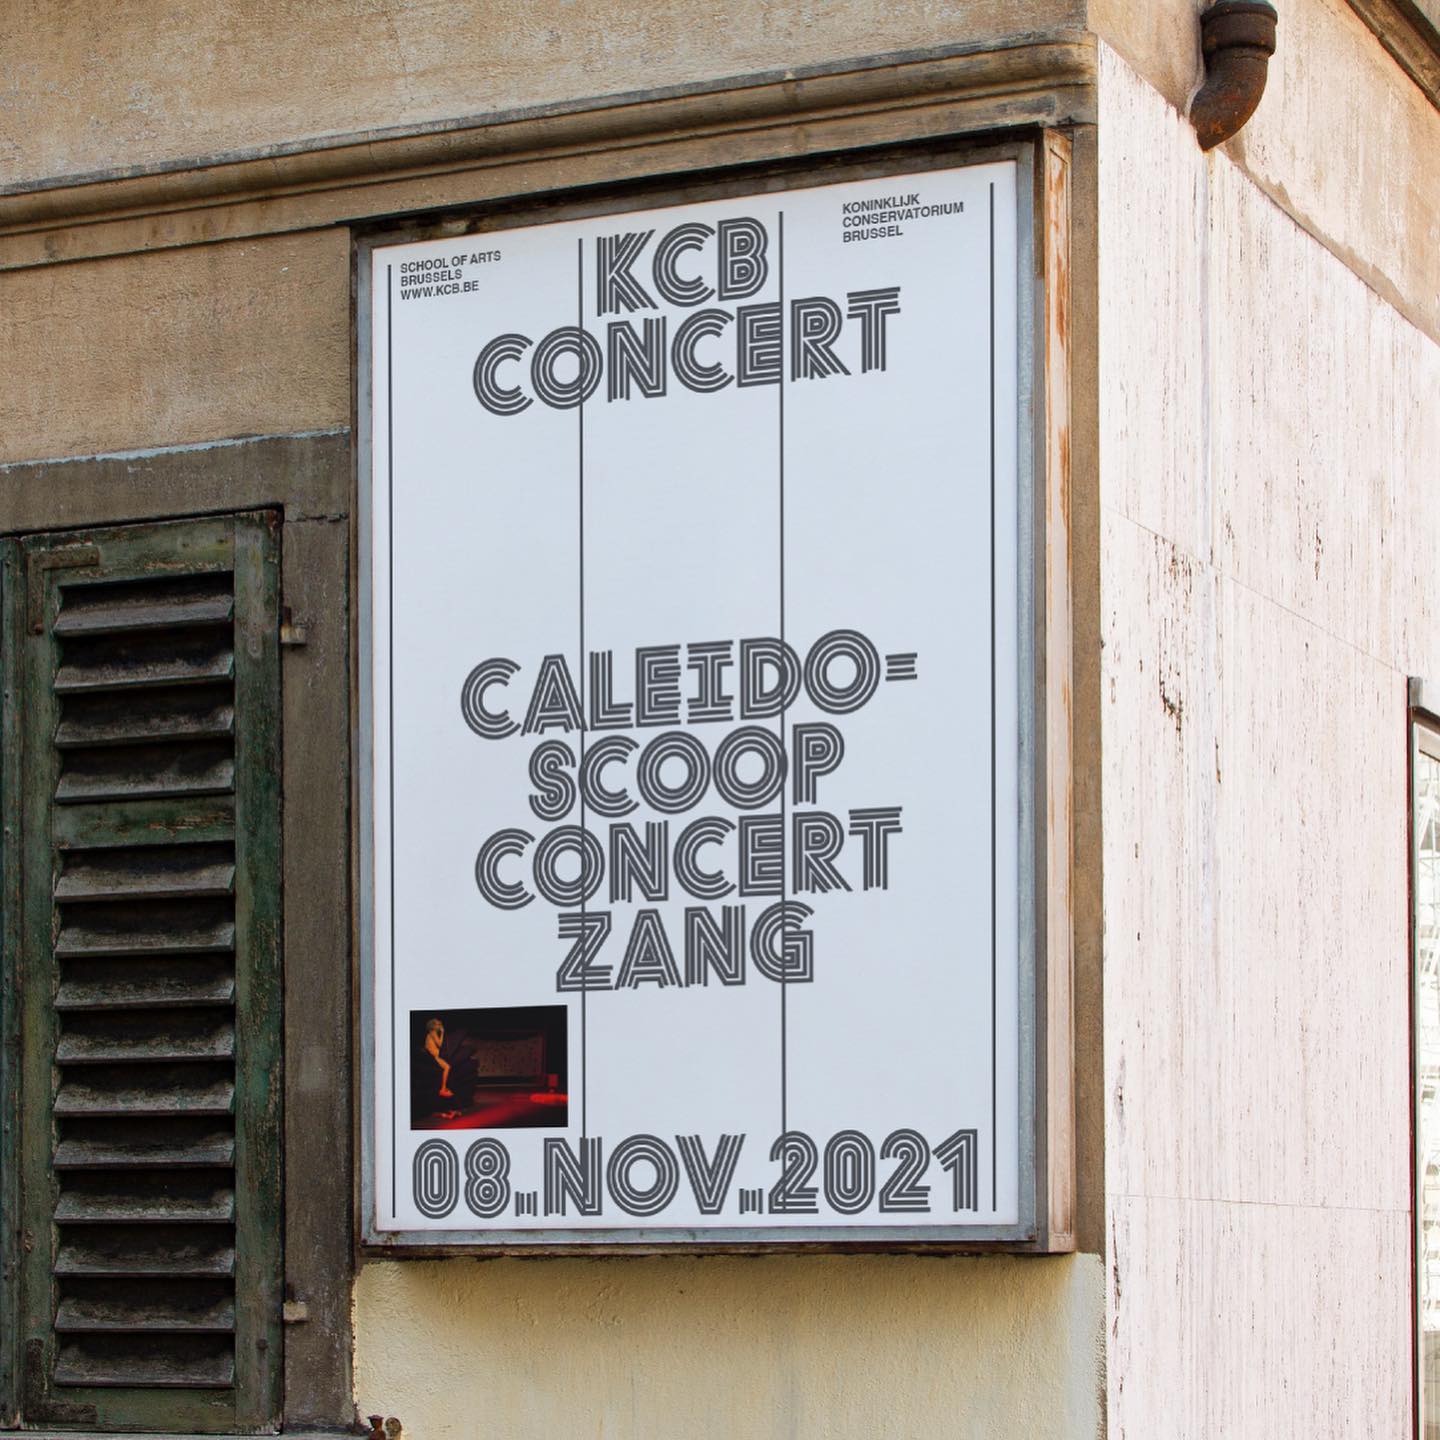 SCHOOL OF ARTS
BRUSSELS
WWW.KCB.BE
KONINKLIJK
CONSERVATORIUM
BRUSSEL
KCB
CONCERT
CALEIDO-
SCOOP
CONCERT
ZANG
08.NOV.2021